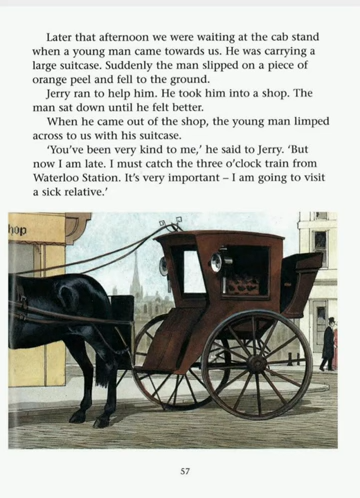 Later that afternoon we were waiting at the cab stand
when a young man came towards us. He was carrying a
large suitcase. Suddenly the man slipped on a piece of
orange peel and fell to the ground.
Jerry ran to help him. He took him into a shop. The
man sat down until he felt better.
When he came out of the shop, the young man limped
across to us with his suitcase.
‘You’ve been very kind to me,’ he said to Jerry. ‘But
now I am late. I must catch the three o’clock train from
Waterloo Station. It’s very important – I am going to visit
a sick relative.’
hop
57